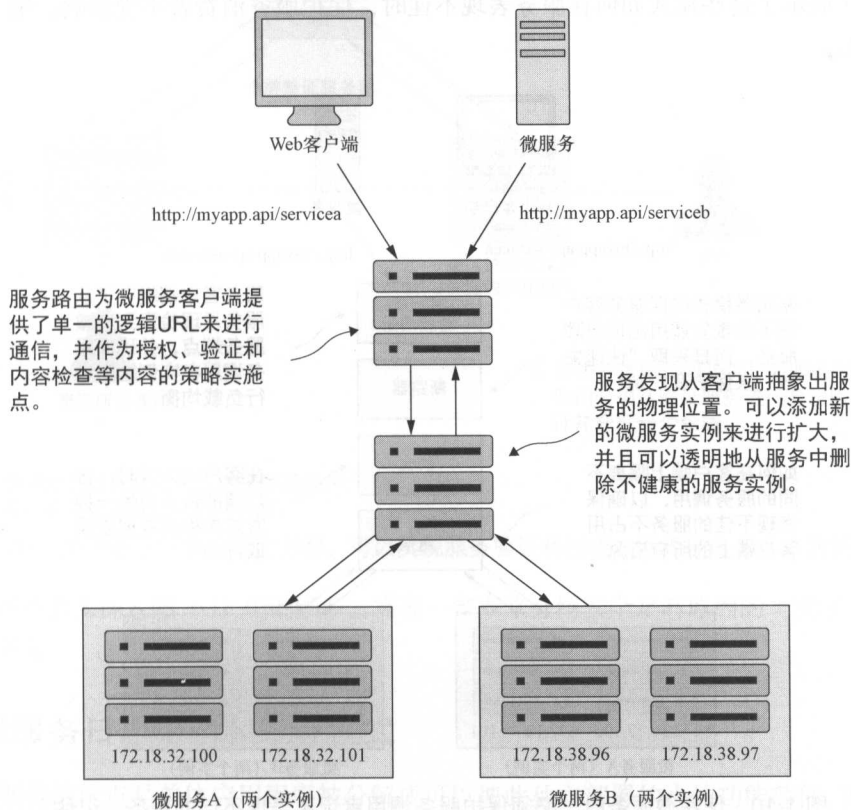 Web客户端
微服务
http://myapp.api/servicea
http://myapp.api/serviceb
服务路由为微服务客户端提
供了单一的逻辑URL来进行
通信，并作为授权、验证和
内容检查等内容的策略实施
点。
服务发现从客户端抽象出服
务的物理位置。可以添加新
的微服务实例来进行扩大，
并且可以透明地从服务中删
除不健康的服务实例。
172.18.32.100
172.18.32.101
172.18.38.96
172.18.38.97
微服务A（两个实例）
微服务B（两个实例）